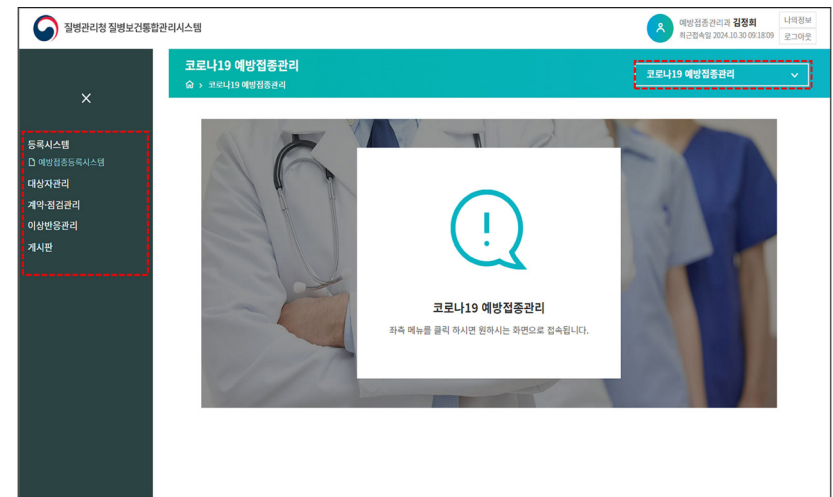 질병관리청 질병보건통합관리시스템
예방접종관리과 김정희
최근접속일 2024.10.30 09:18:09
나의정보
로그아웃
코로나19 예방접종관리
코로나19 예방접종관리
코로나19 예방접종관리
등록시스템
예방접종등록시스템
대상자관리
계약·점검관리
이상반응관리
게시판
코로나19 예방접종관리
좌측 메뉴를 클릭 하시면 원하시는 화면으로 접속됩니다.